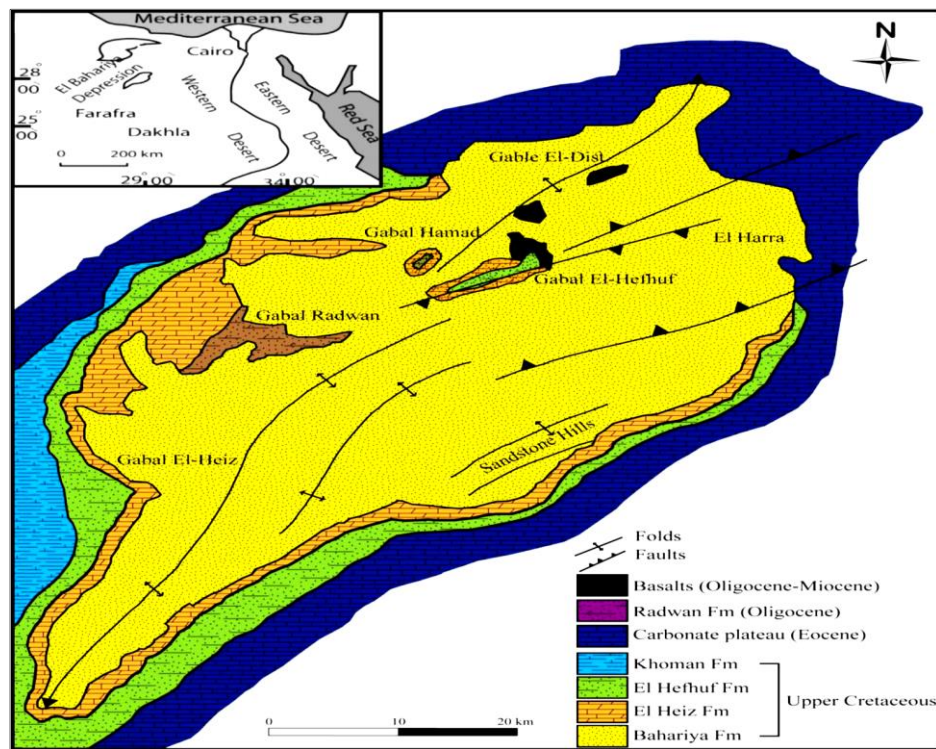 Mediterranean Sea
Cairo
28
00'
El Bahariya
Depression
Western
Desert
Eastern
Desert
Red Sea
Farafra
25
00'
Dakhla
0 200 km
29 00'
34 00'
N
Gable El-Dist
Gabal Hamad
El Harra
Gabal El-Hefhuf
Gabal Radwan
Gabal El-Heiz
Sandstone Hills
Folds
Faults
Basalts (Oligocene-Miocene)
Radwan Fm (Oligocene)
Carbonate plateau (Eocene)
Khoman Fm
El Hefhuf Fm
El Heiz Fm
Bahariya Fm
Upper Cretaceous
0 10 20 km